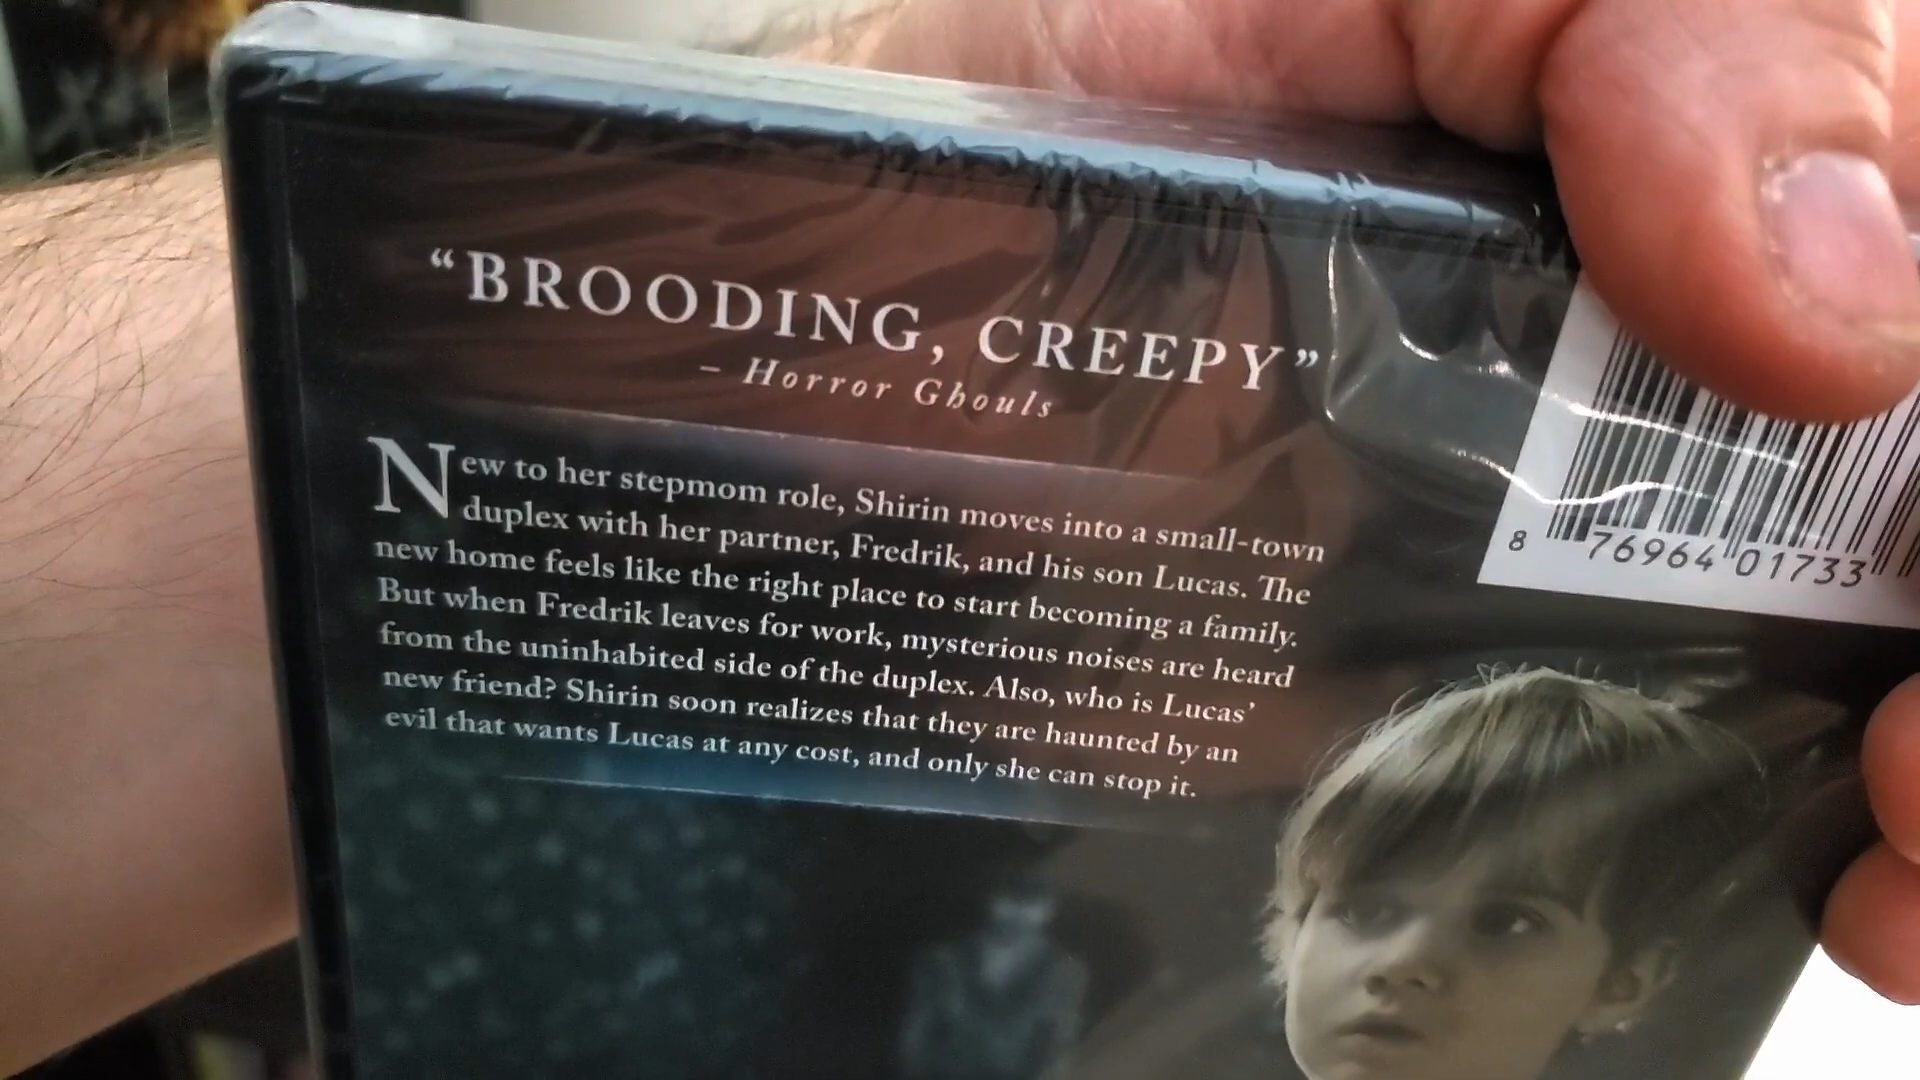 “BROODING, CREEPY”
– Horror Ghouls
New to her stepmom role, Shirin moves into a small-town
duplex with her partner, Fredrik, and his son Lucas. The
new home feels like the right place to start becoming a family.
But when Fredrik leaves for work, mysterious noises are heard
from the uninhabited side of the duplex. Also, who is Lucas’
new friend? Shirin soon realizes that they are haunted by an
evil that wants Lucas at any cost, and only she can stop it.
8 76964 01733